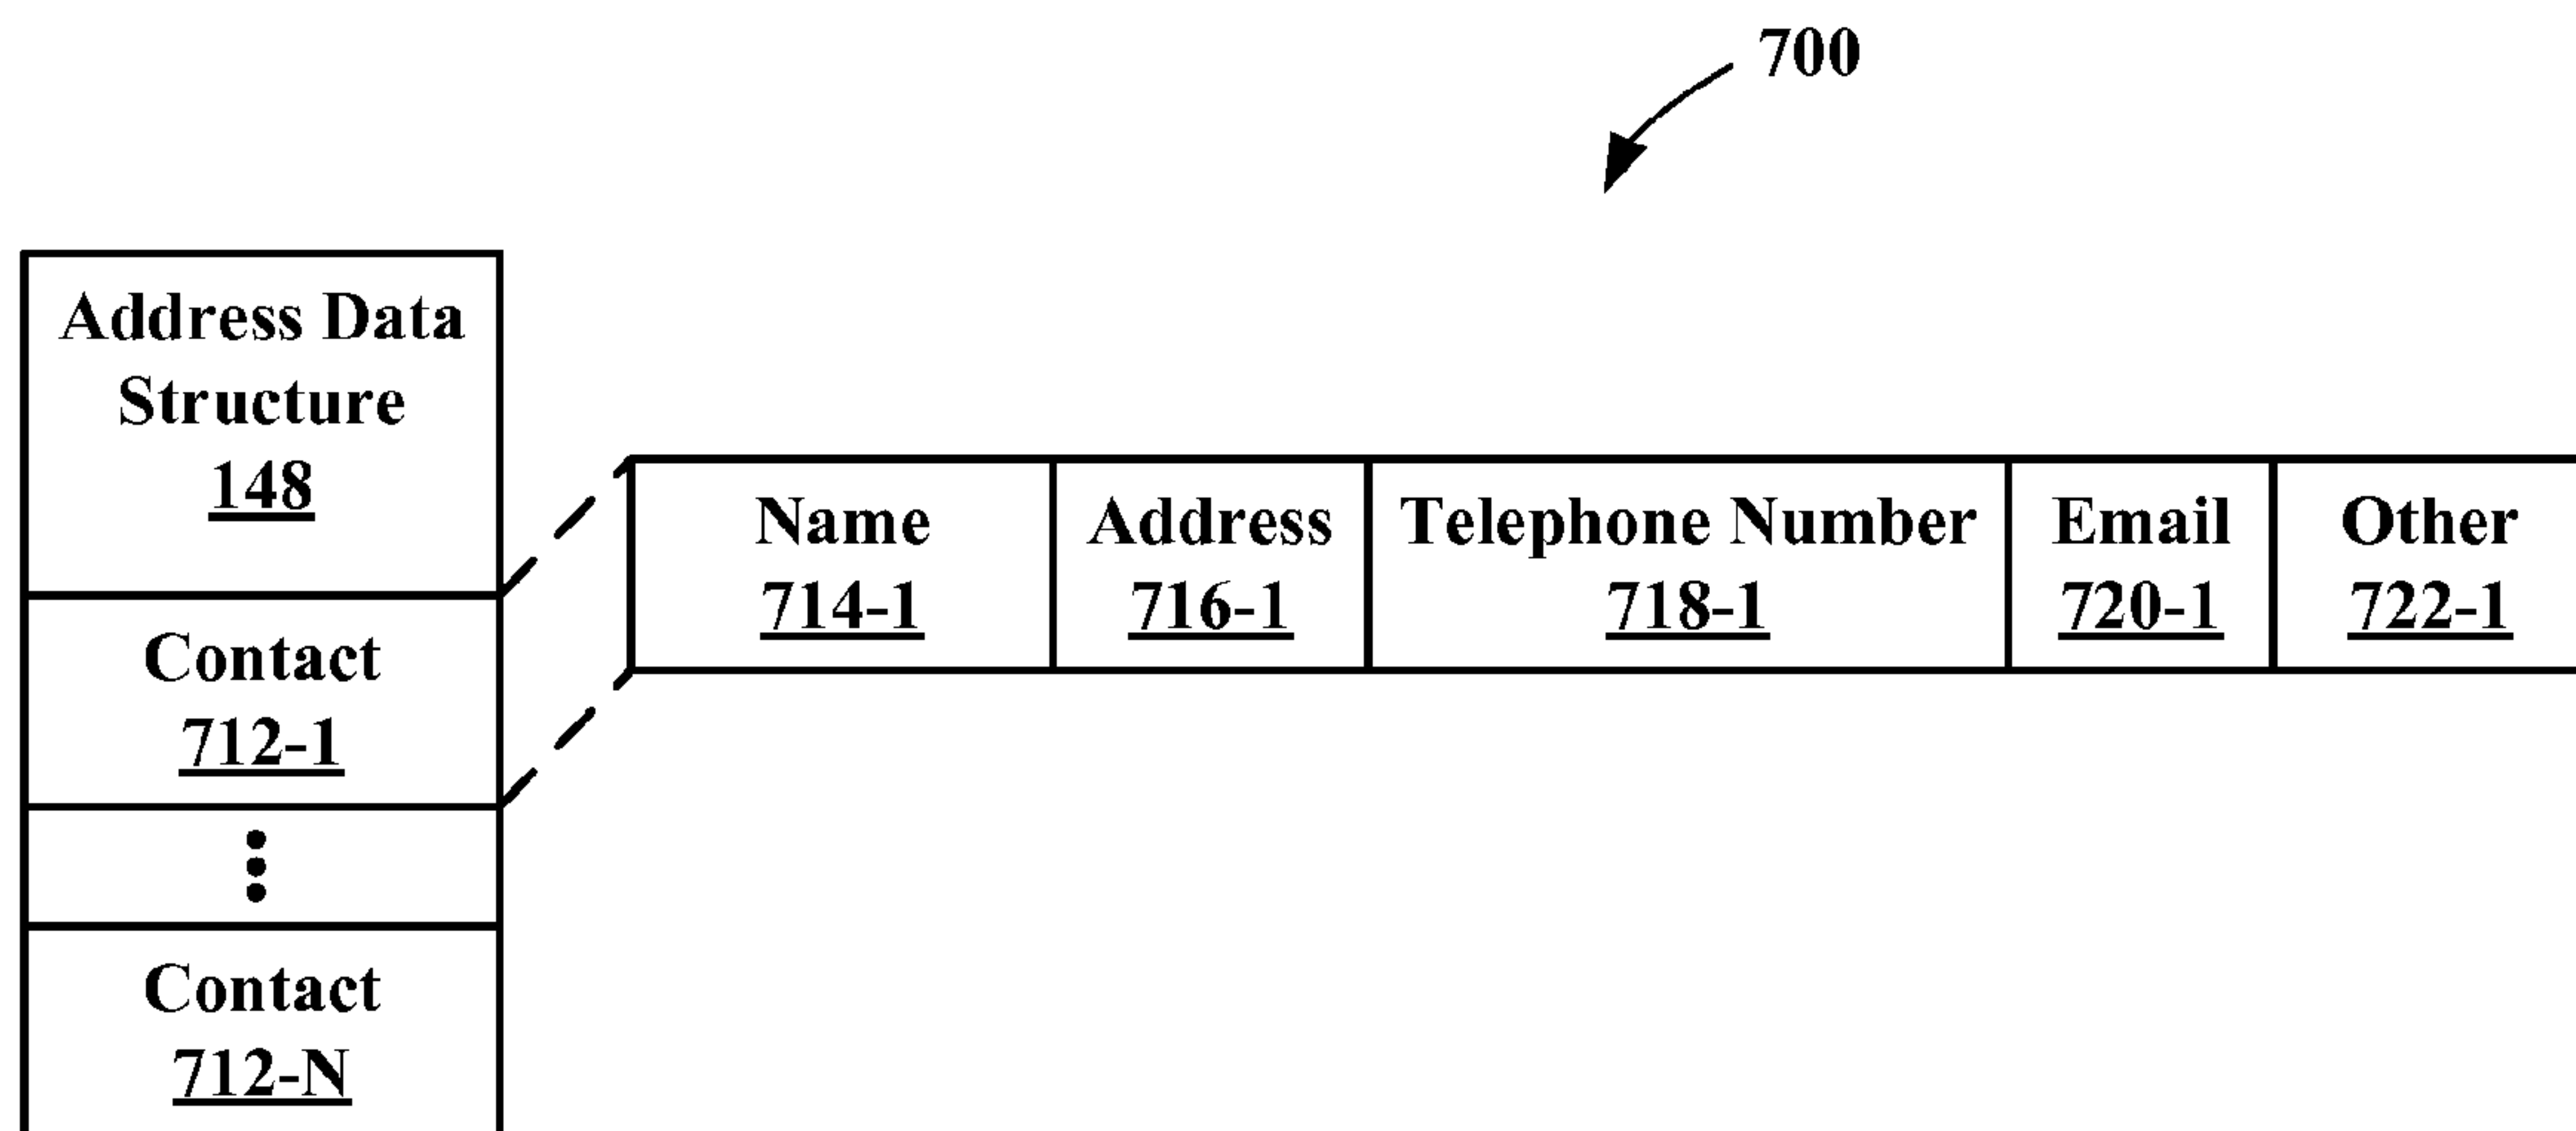 700
Address Data
Structure
148
Name
714-1
Address
716-1
Telephone Number
718-1
Email
720-1
Other
722-1
Contact
712-1
Contact
712-N